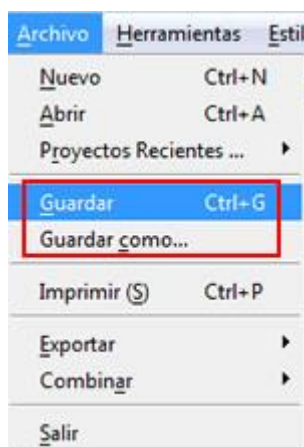 Archivo Herramientas Estil
Nuevo Ctrl+N
Abrir Ctrl+A
Proyectos Recientes ...
Guardar Ctrl+G
Guardar como...
Imprimir (S) Ctrl+P
Exportar
Combinar
Salir